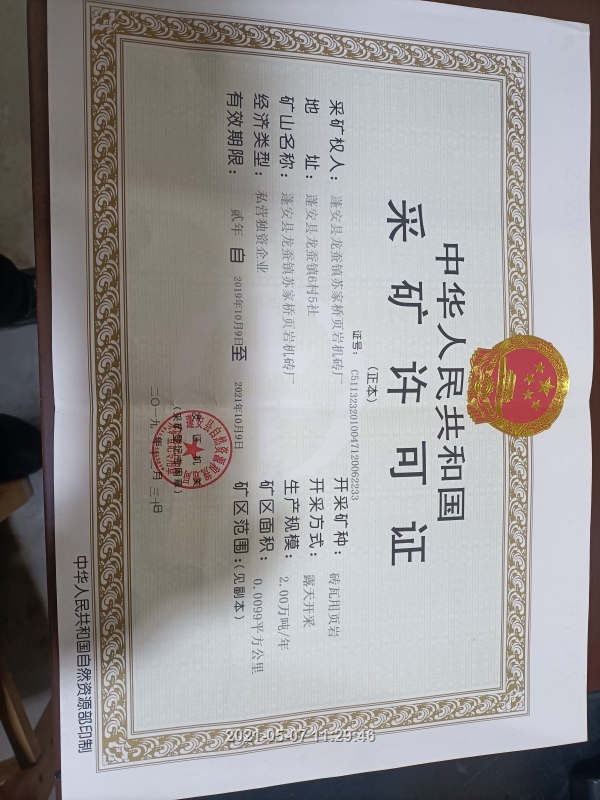 中华人民共和国
采矿许可证
(正本)
证号: C5113232010047120062233
采矿权人: 蓬安县龙蚕镇苏家桥页岩机砖厂
地 址: 蓬安县龙蚕镇6村5社
矿山名称: 蓬安县龙蚕镇苏家桥页岩机砖厂
经济类型: 私营独资企业
有效期限: 贰年 自 2019年10月9日 至 2021年10月9日
开采矿种: 砖瓦用页岩
开采方式: 露天开采
生产规模: 2.00万吨/年
矿区面积: 0.0099平方公里
矿区范围: (见副本)
中华人民共和国自然资源部印制
2021-05-07 11:29:46